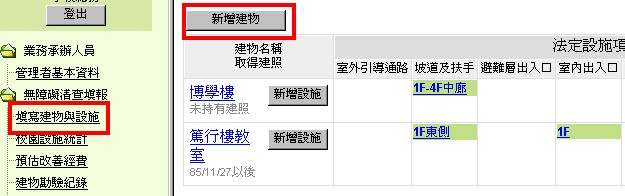 登出
業務承辦人員
管理者基本資料
無障礙清查填報
填寫建物與設施
校園設施統計
預估改善經費
建物勘驗紀錄
新增建物
建物名稱
取得建照
法定設施項
室外引導通路
坡道及扶手
避難層出入口
室內出入口
博學樓
未持有建照
新增設施
1F-4F中廊
篤行樓教
室
85/11/27以後
新增設施
1F東側
1F